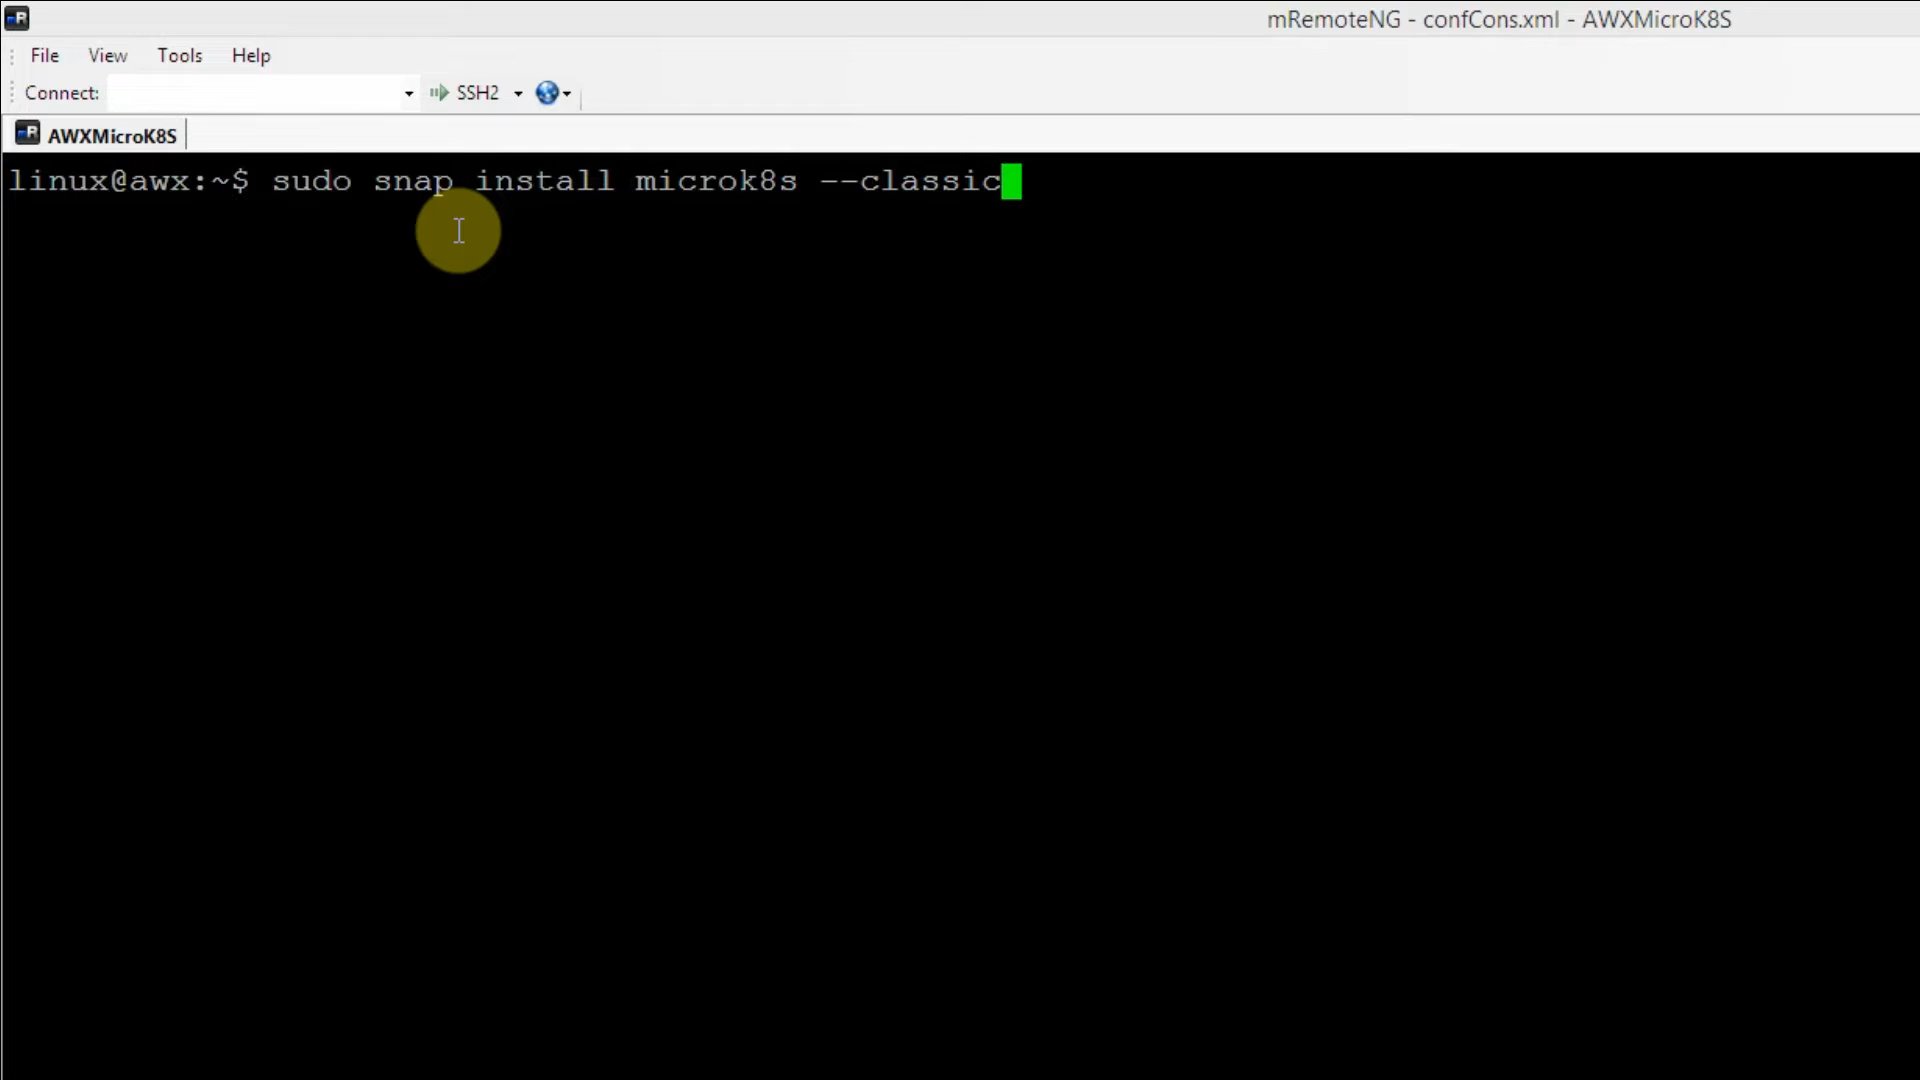 mRemoteNG - confCons.xml - AWXMicroK8S
File View Tools Help
Connect: SSH2
AWXMicroK8S
linux@awx:~$ sudo snap install microk8s --classic